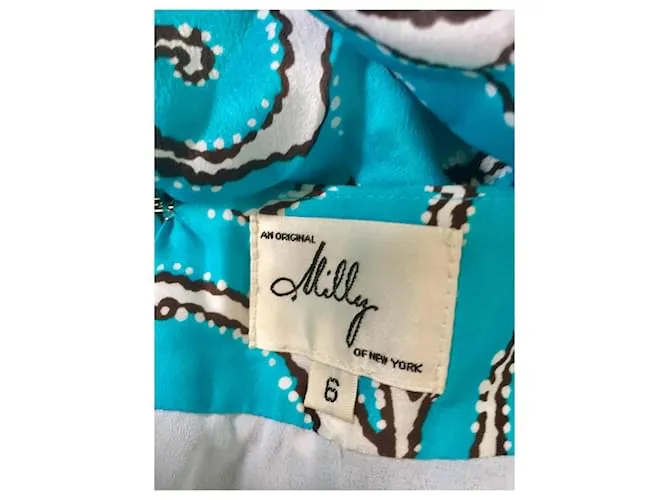 AN ORIGINAL
Milly
OF NEW YORK
6